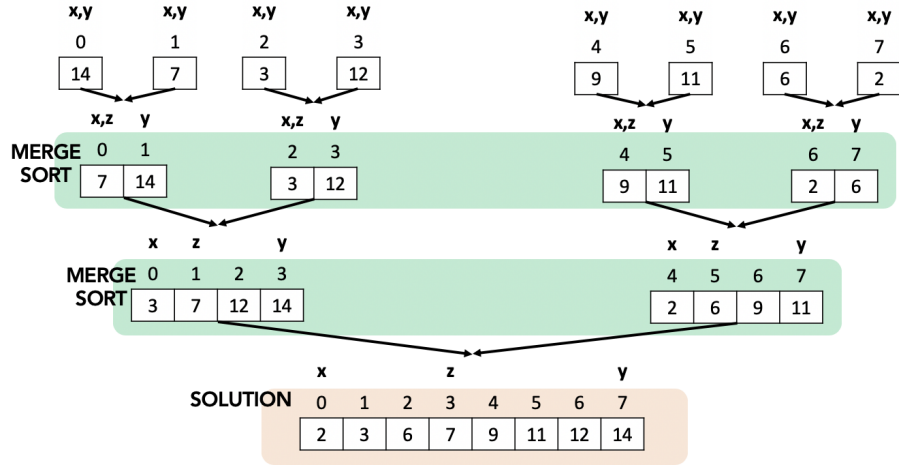 x,y x,y x,y x,y x,y x,y x,y x,y
0 1 2 3 4 5 6 7
14 7 3 12 9 11 6 2
x,z y x,z y x,z y x,z y
MERGE SORT
0 1 2 3 4 5 6 7
7 14 3 12 9 11 2 6
x z y x z y
MERGE SORT
0 1 2 3 4 5 6 7
3 7 12 14 2 6 9 11
x z y
SOLUTION 0 1 2 3 4 5 6 7
2 3 6 7 9 11 12 14